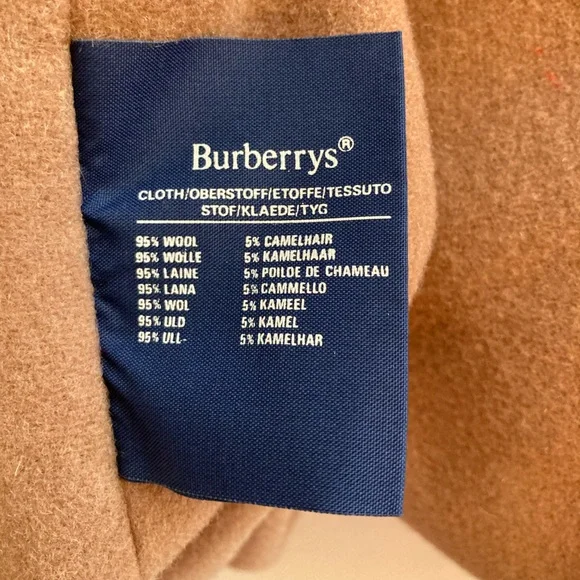 Burberrys®
CLOTH/OBERSTOFF/ETOFFE/TESSUTO
STOF/KLAEDE/TYG
95% WOOL 5% CAMELHAIR
95% WOLLE 5% KAMELHAAR
95% LAINE 5% POILDE DE CHAMEAU
95% LANA 5% CAMMELLO
95% WOL 5% KAMEEL
95% ULD 5% KAMEL
95% ULL- 5% KAMELHAR